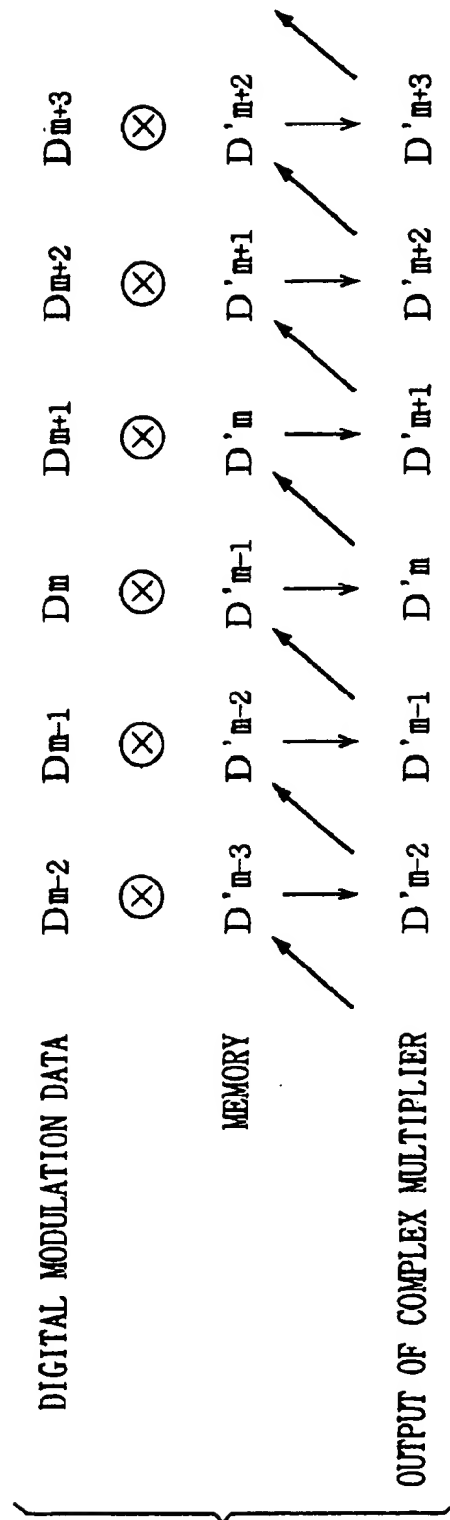 DIGITAL MODULATION DATA Dm-2 Dm-1 Dm Dm+1 Dm+2 Dm+3
MEMORY D'm-3 D'm-2 D'm-1 D'm D'm+1 D'm+2
OUTPUT OF COMPLEX MULTIPLIER D'm-2 D'm-1 D'm D'm+1 D'm+2 D'm+3